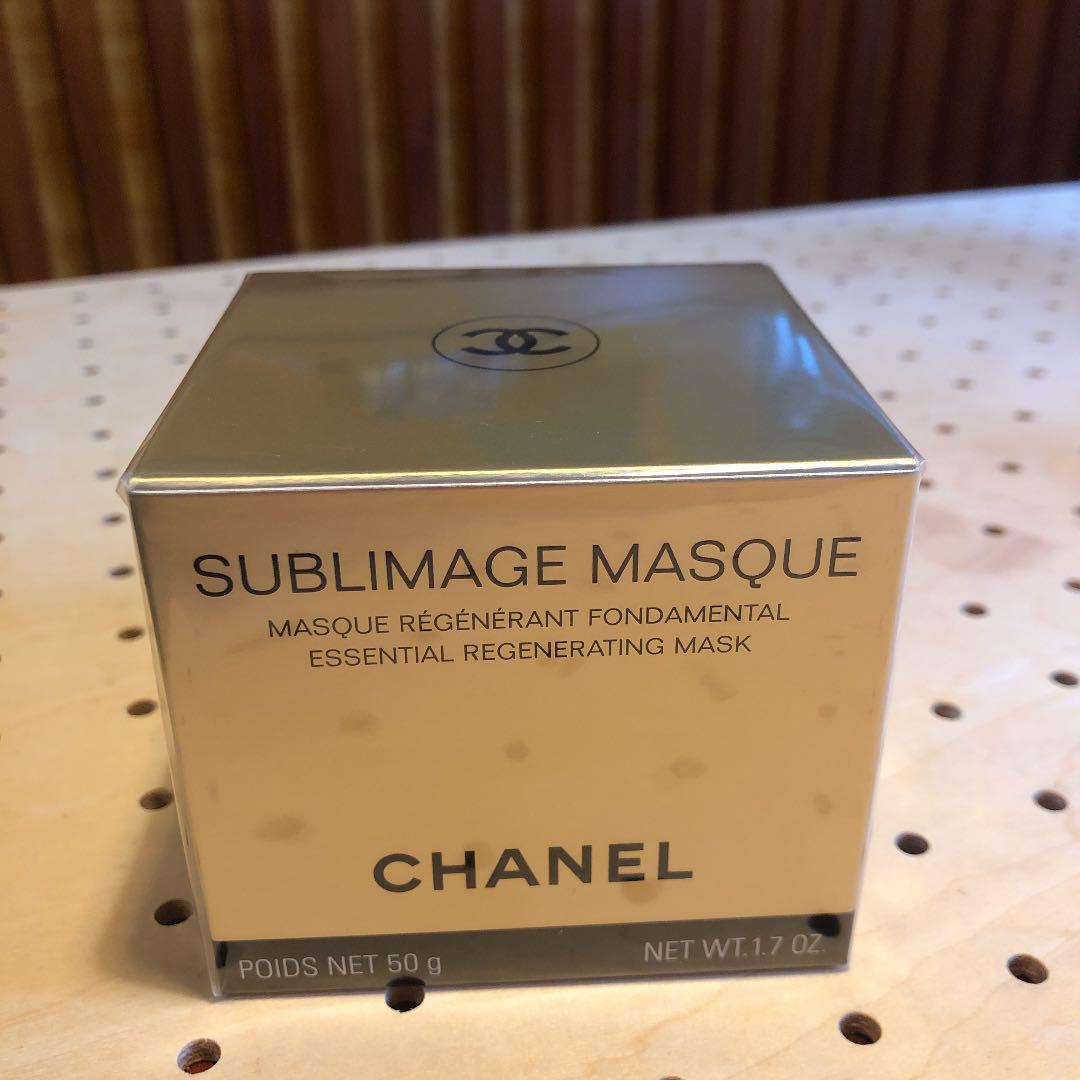 SUBLIMAGE MASQUE
MASQUE RÉGÉNÉRANT FONDAMENTAL
ESSENTIAL REGENERATING MASK
CHANEL
POIDS NET 50 g NET WT.1.7 OZ.